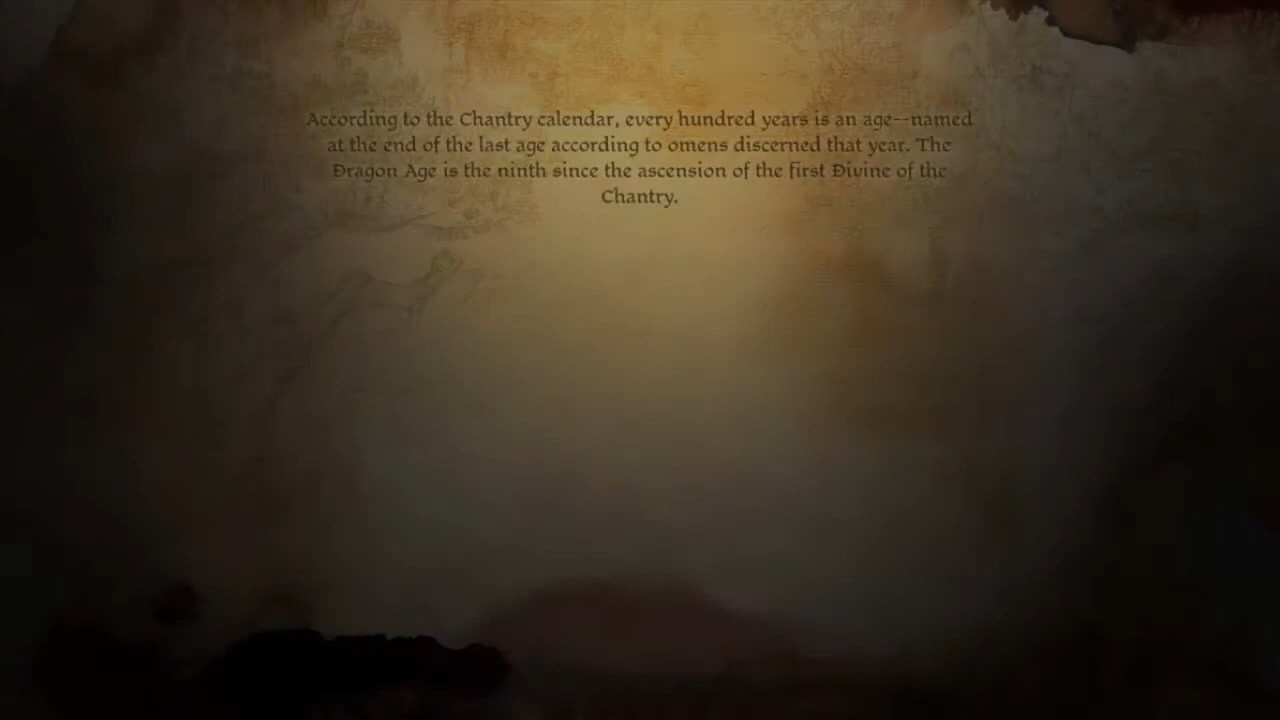 According to the Chantry calendar, every hundred years is an age--named
at the end of the last age according to omens discerned that year. The
Dragon Age is the ninth since the ascension of the first Divine of the
Chantry.